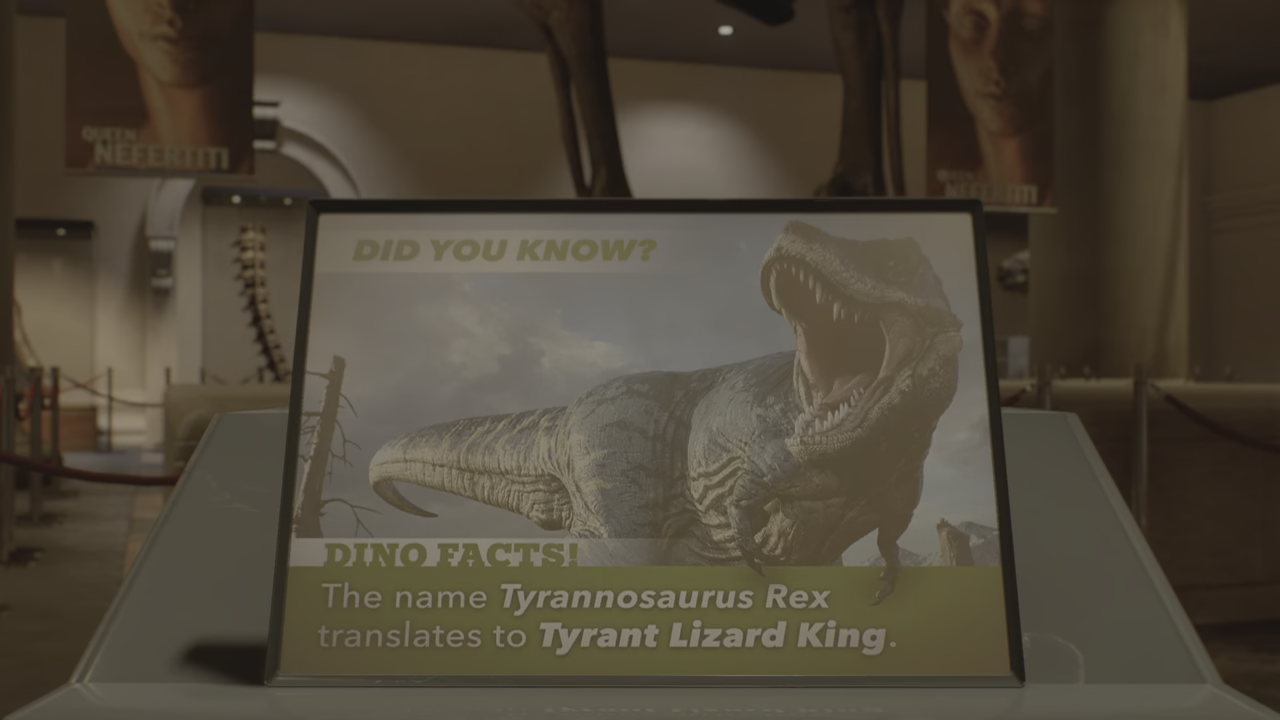 QUEEN
NEFERTITI
QUEEN
NEFERTITI
DID YOU KNOW?
DINO FACTS!
The name Tyrannosaurus Rex
translates to Tyrant Lizard King.